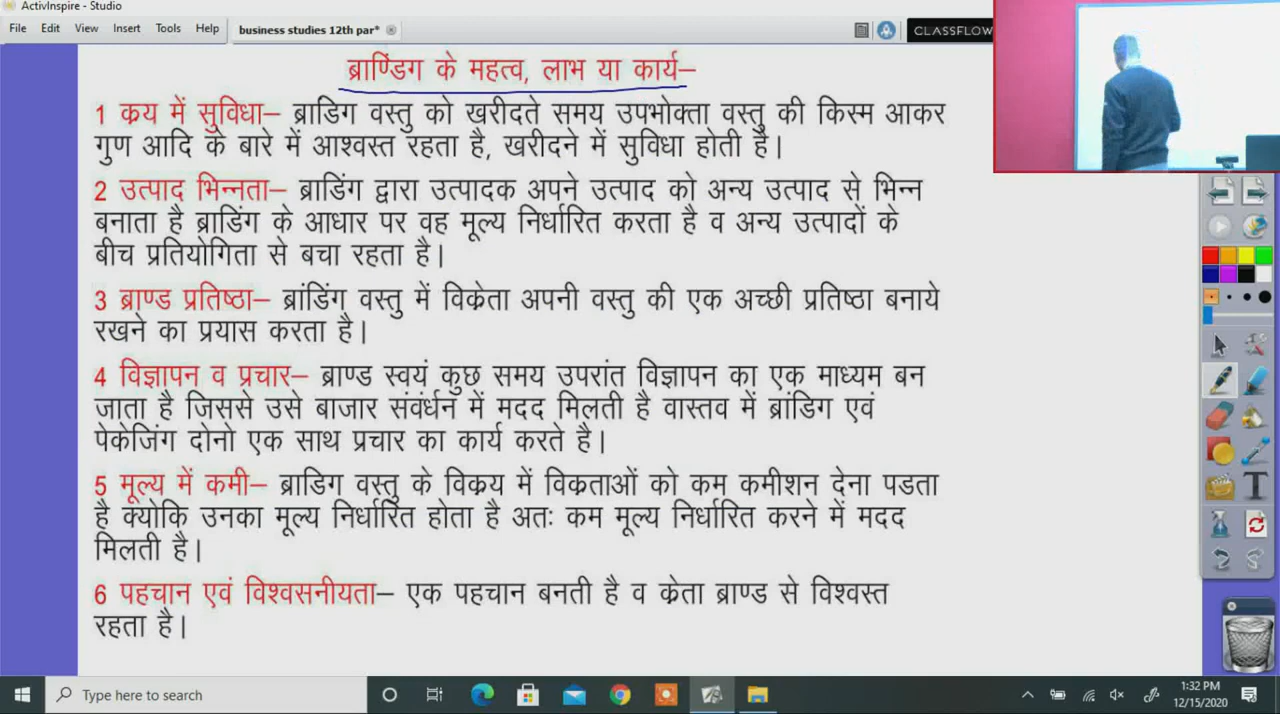 ActivInspire - Studio
File Edit View Insert Tools Help business studies 12th par* CLASSFLOW
ब्राण्डिंग के महत्व, लाभ या कार्य–
1 क्रय में सुविधा– ब्राडिंग वस्तु को खरीदते समय उपभोक्ता वस्तु की किस्म आकर
गुण आदि के बारे में आश्वस्त रहता है, खरीदने में सुविधा होती है।
2 उत्पाद भिन्नता– ब्राडिंग द्वारा उत्पादक अपने उत्पाद को अन्य उत्पाद से भिन्न
बनाता है ब्राडिंग के आधार पर वह मूल्य निर्धारित करता है व अन्य उत्पादों के
बीच प्रतियोगिता से बचा रहता है।
3 ब्राण्ड प्रतिष्ठा– ब्रांडिंग वस्तु में विक्रेता अपनी वस्तु की एक अच्छी प्रतिष्ठा बनाये
रखने का प्रयास करता है।
4 विज्ञापन व प्रचार– ब्राण्ड स्वयं कुछ समय उपरांत विज्ञापन का एक माध्यम बन
जाता है जिससे उसे बाजार संवंर्धन में मदद मिलती है वास्तव में ब्रांडिग एवं
पेकेजिंग दोनो एक साथ प्रचार का कार्य करते है।
5 मूल्य में कमी– ब्राडिग वस्तु के विक्रय में विक्रताओं को कम कमीशन देना पडता
है क्योकि उनका मूल्य निर्धारित होता है अतः कम मूल्य निर्धारित करने में मदद
मिलती है।
6 पहचान एवं विश्वसनीयता– एक पहचान बनती है व क्रेता ब्राण्ड से विश्वस्त
रहता है।
Type here to search
1:32 PM
12/15/2020